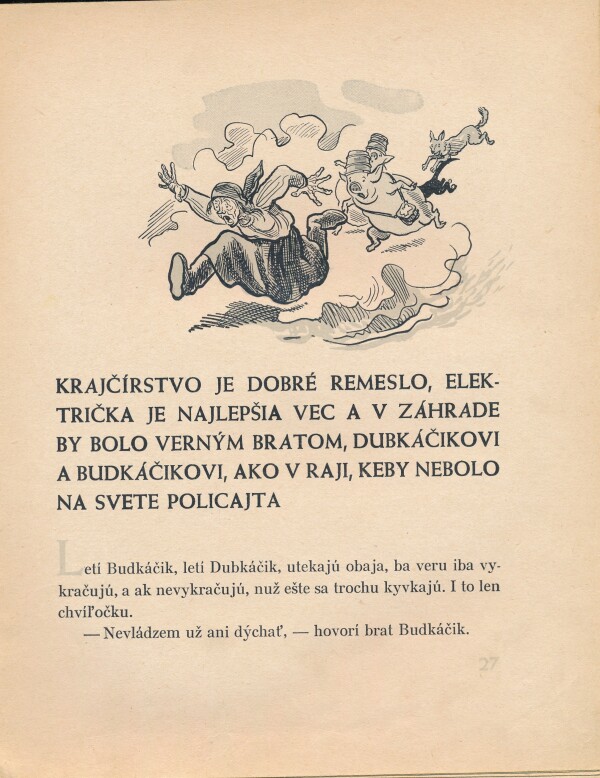 KRAJČÍRSTVO JE DOBRÉ REMESLO, ELEK-
TRIČKA JE NAJLEPŠIA VEC A V ZÁHRADE
BY BOLO VERNÝM BRATOM, DUBKÁČIKOVI
A BUDKÁČIKOVI, AKO V RAJI, KEBY NEBOLO
NA SVETE POLICAJTA
Letí Budkáčik, letí Dubkáčik, utekajú obaja, ba veru iba vy-
kračujú, a ak nevykračujú, nuž ešte sa trochu kyvkajú. I to len
chvíľočku.
— Nevládzem už ani dýchať, — hovorí brat Budkáčik.
27